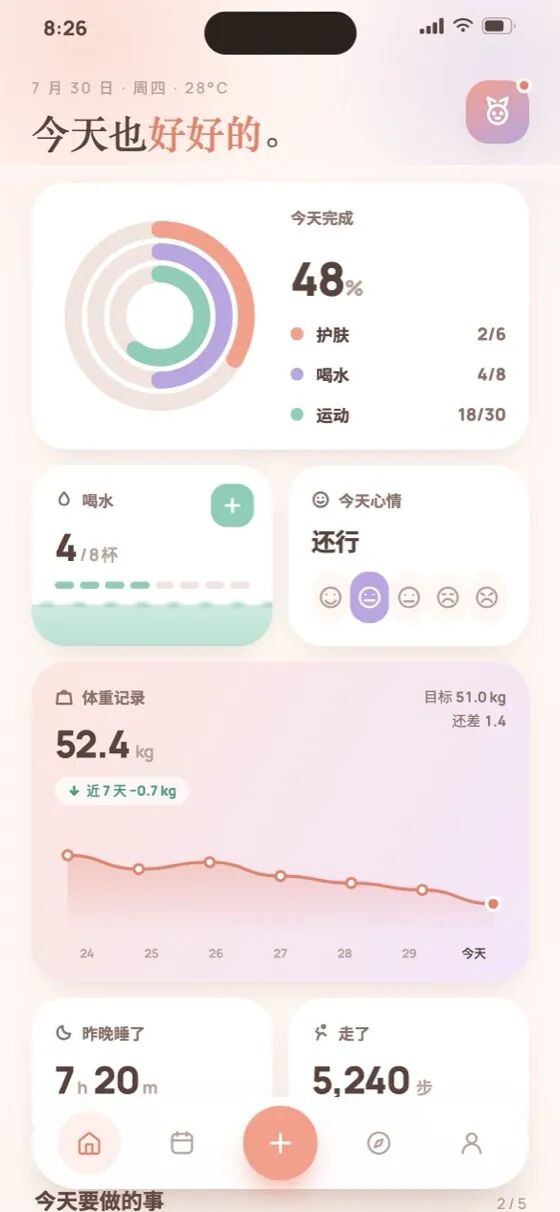 8:26
7 月 30 日 · 周四 · 28°C
今天也好好的。
今天完成
48%
护肤 2/6
喝水 4/8
运动 18/30
喝水
4 / 8杯
今天心情
还行
体重记录
目标 51.0 kg
还差 1.4
52.4 kg
近 7 天 −0.7 kg
24 25 26 27 28 29 今天
昨晚睡了
7 h 20 m
走了
5,240 步
今天要做的事 2 / 5